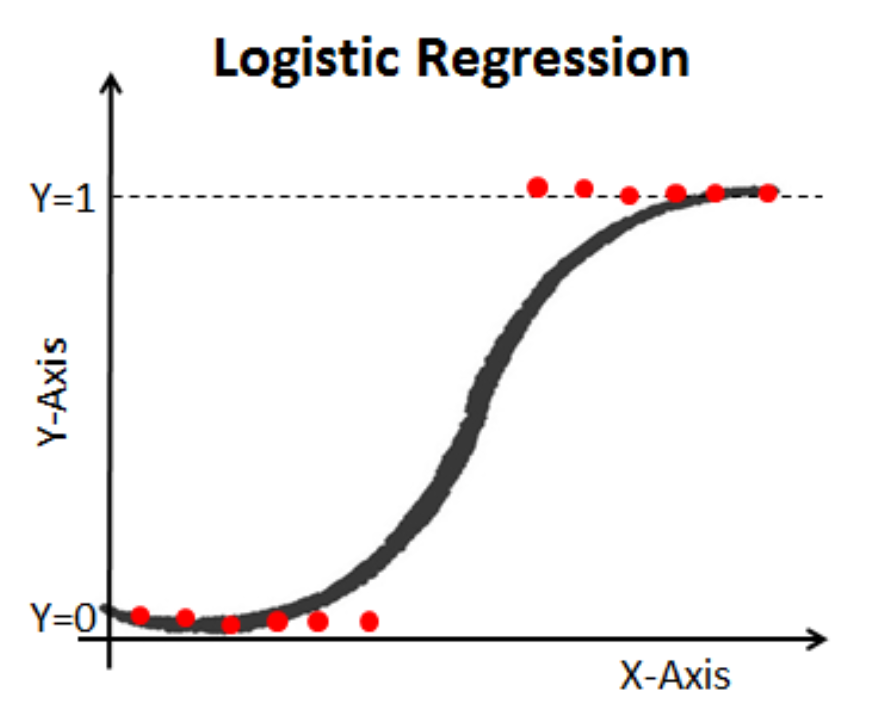 Logistic Regression
Y=1
Y-Axis
Y=0
X-Axis